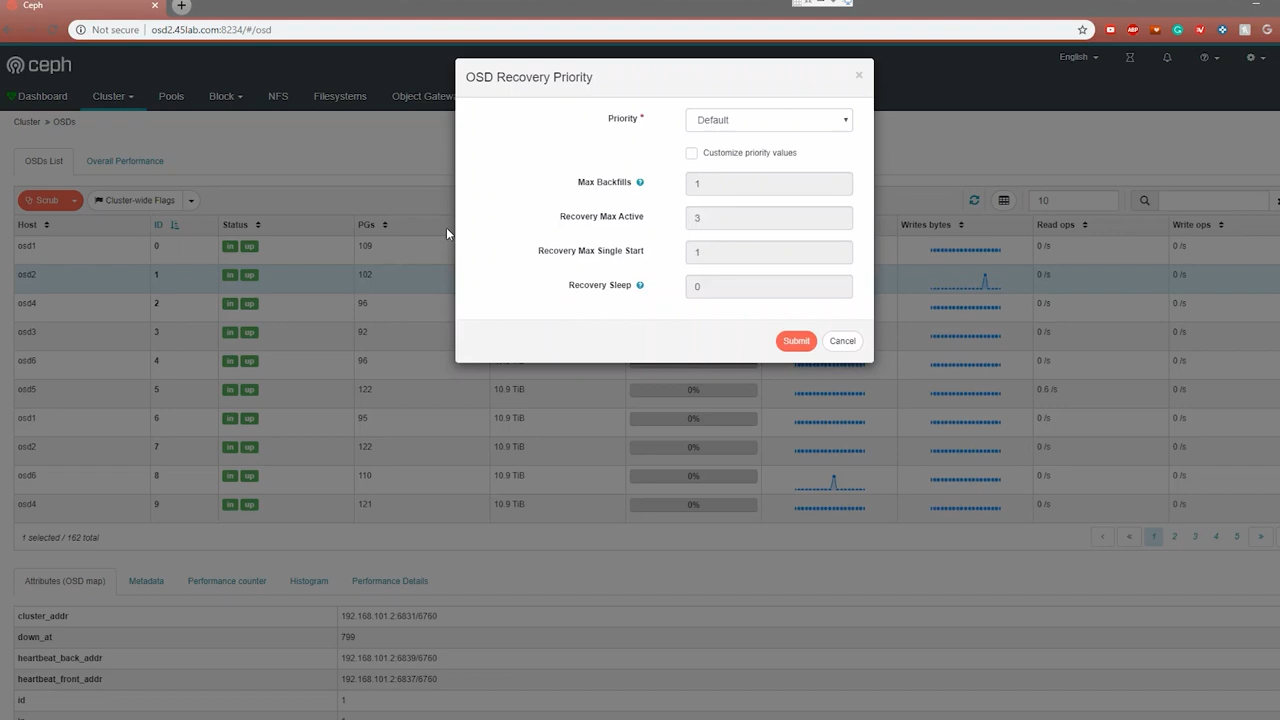 Ceph
Not secure osd2.45lab.com:8234/#/osd
ABP
ceph
English
Dashboard Cluster Pools Block NFS Filesystems Object Gatew
Cluster > OSDs
OSDs List Overall Performance
Scrub Cluster-wide Flags 10
Host ID Status PGs Writes bytes Read ops Write ops
osd1 0 in up 109 0 /s 0 /s
osd2 1 in up 102 0 /s 0 /s
osd4 2 in up 96 0 /s 0 /s
osd3 3 in up 92 0 /s 0 /s
osd6 4 in up 96 0 /s 0 /s
osd5 5 in up 122 10.9 TiB 0% 0.6 /s 0 /s
osd1 6 in up 95 10.9 TiB 0% 0 /s 0 /s
osd2 7 in up 122 10.9 TiB 0% 0 /s 0 /s
osd6 8 in up 110 10.9 TiB 0% 0 /s 0 /s
osd4 9 in up 121 10.9 TiB 0% 0 /s 0 /s
1 selected / 162 total
‹ « 1 2 3 4 5 »
OSD Recovery Priority ×
Priority * Default
Customize priority values
Max Backfills 1
Recovery Max Active 3
Recovery Max Single Start 1
Recovery Sleep 0
Submit Cancel
Attributes (OSD map) Metadata Performance counter Histogram Performance Details
cluster_addr 192.168.101.2:6831/6760
down_at 799
heartbeat_back_addr 192.168.101.2:6839/6760
heartbeat_front_addr 192.168.101.2:6837/6760
id 1